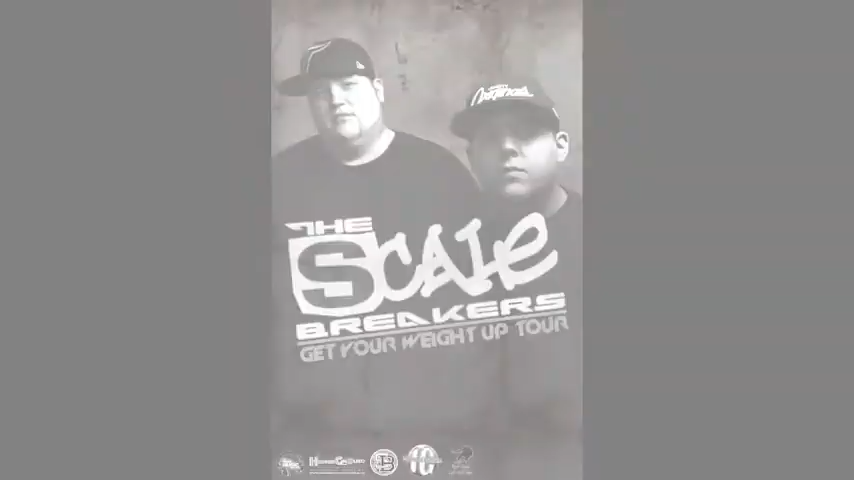 THE
SCALE
BREAKERS
GET YOUR WEIGHT UP TOUR